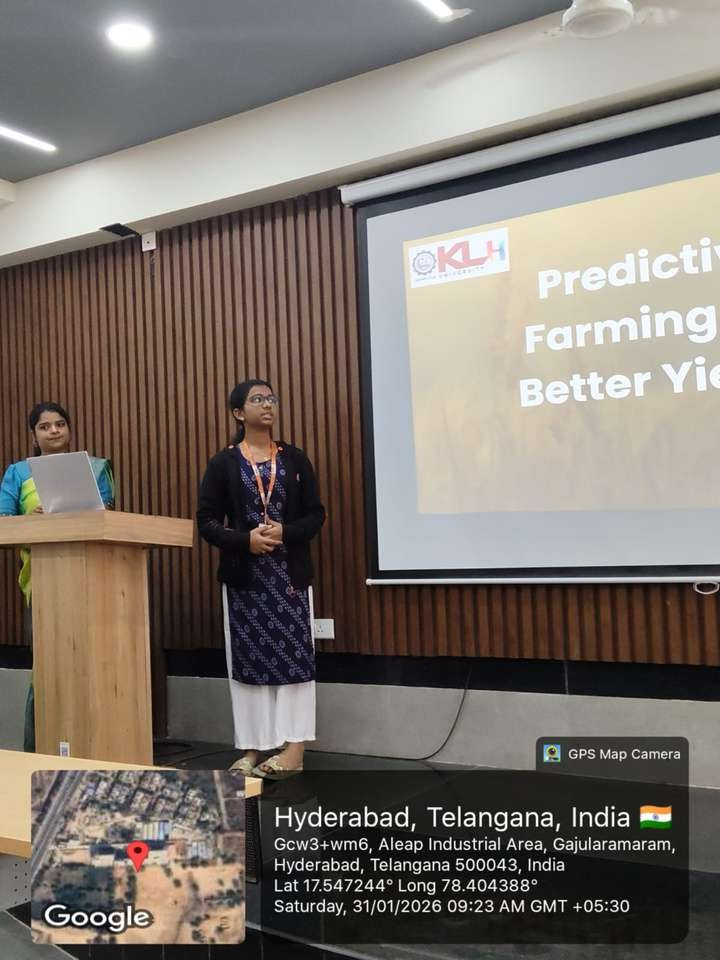 KLH
UNIVERSITY
Predictiv
Farming
Better Yie
GPS Map Camera
Hyderabad, Telangana, India
Gcw3+wm6, Aleap Industrial Area, Gajularamaram,
Hyderabad, Telangana 500043, India
Lat 17.547244° Long 78.404388°
Saturday, 31/01/2026 09:23 AM GMT +05:30
Google